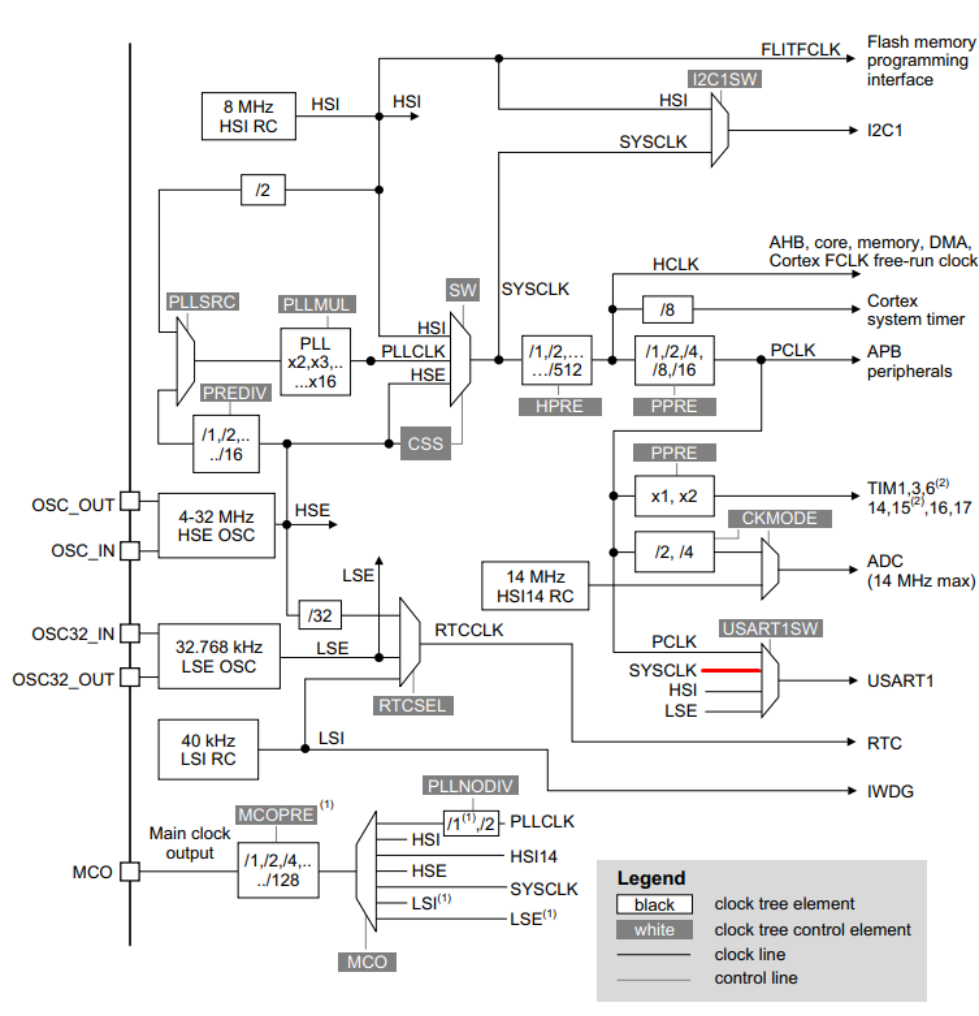 FLITFCLK
Flash memory
programming
interface
I2C1SW
8 MHz
HSI RC
HSI
HSI
HSI
I2C1
SYSCLK
/2
AHB, core, memory, DMA,
Cortex FCLK free-run clock
HCLK
PLLSRC
PLLMUL
SW
SYSCLK
/8
Cortex
system timer
HSI
PLL
x2,x3,..
...x16
PLLCLK
HSE
/1,/2,...
.../512
/1,/2,/4,
/8,/16
PCLK
APB
peripherals
PREDIV
HPRE
PPRE
/1,/2,..
../16
CSS
PPRE
OSC_OUT
OSC_IN
4-32 MHz
HSE OSC
HSE
x1, x2
TIM1,3,6(2)
14,15(2),16,17
CKMODE
/2, /4
LSE
14 MHz
HSI14 RC
ADC
(14 MHz max)
/32
OSC32_IN
OSC32_OUT
32.768 kHz
LSE OSC
LSE
RTCCLK
USART1SW
PCLK
SYSCLK
HSI
LSE
USART1
RTCSEL
40 kHz
LSI RC
LSI
RTC
IWDG
PLLNODIV
MCOPRE (1)
/1(1),/2
PLLCLK
Main clock
output
HSI
MCO
/1,/2,/4,..
../128
HSI14
HSE
SYSCLK
LSI(1)
LSE(1)
MCO
Legend
black clock tree element
white clock tree control element
clock line
control line